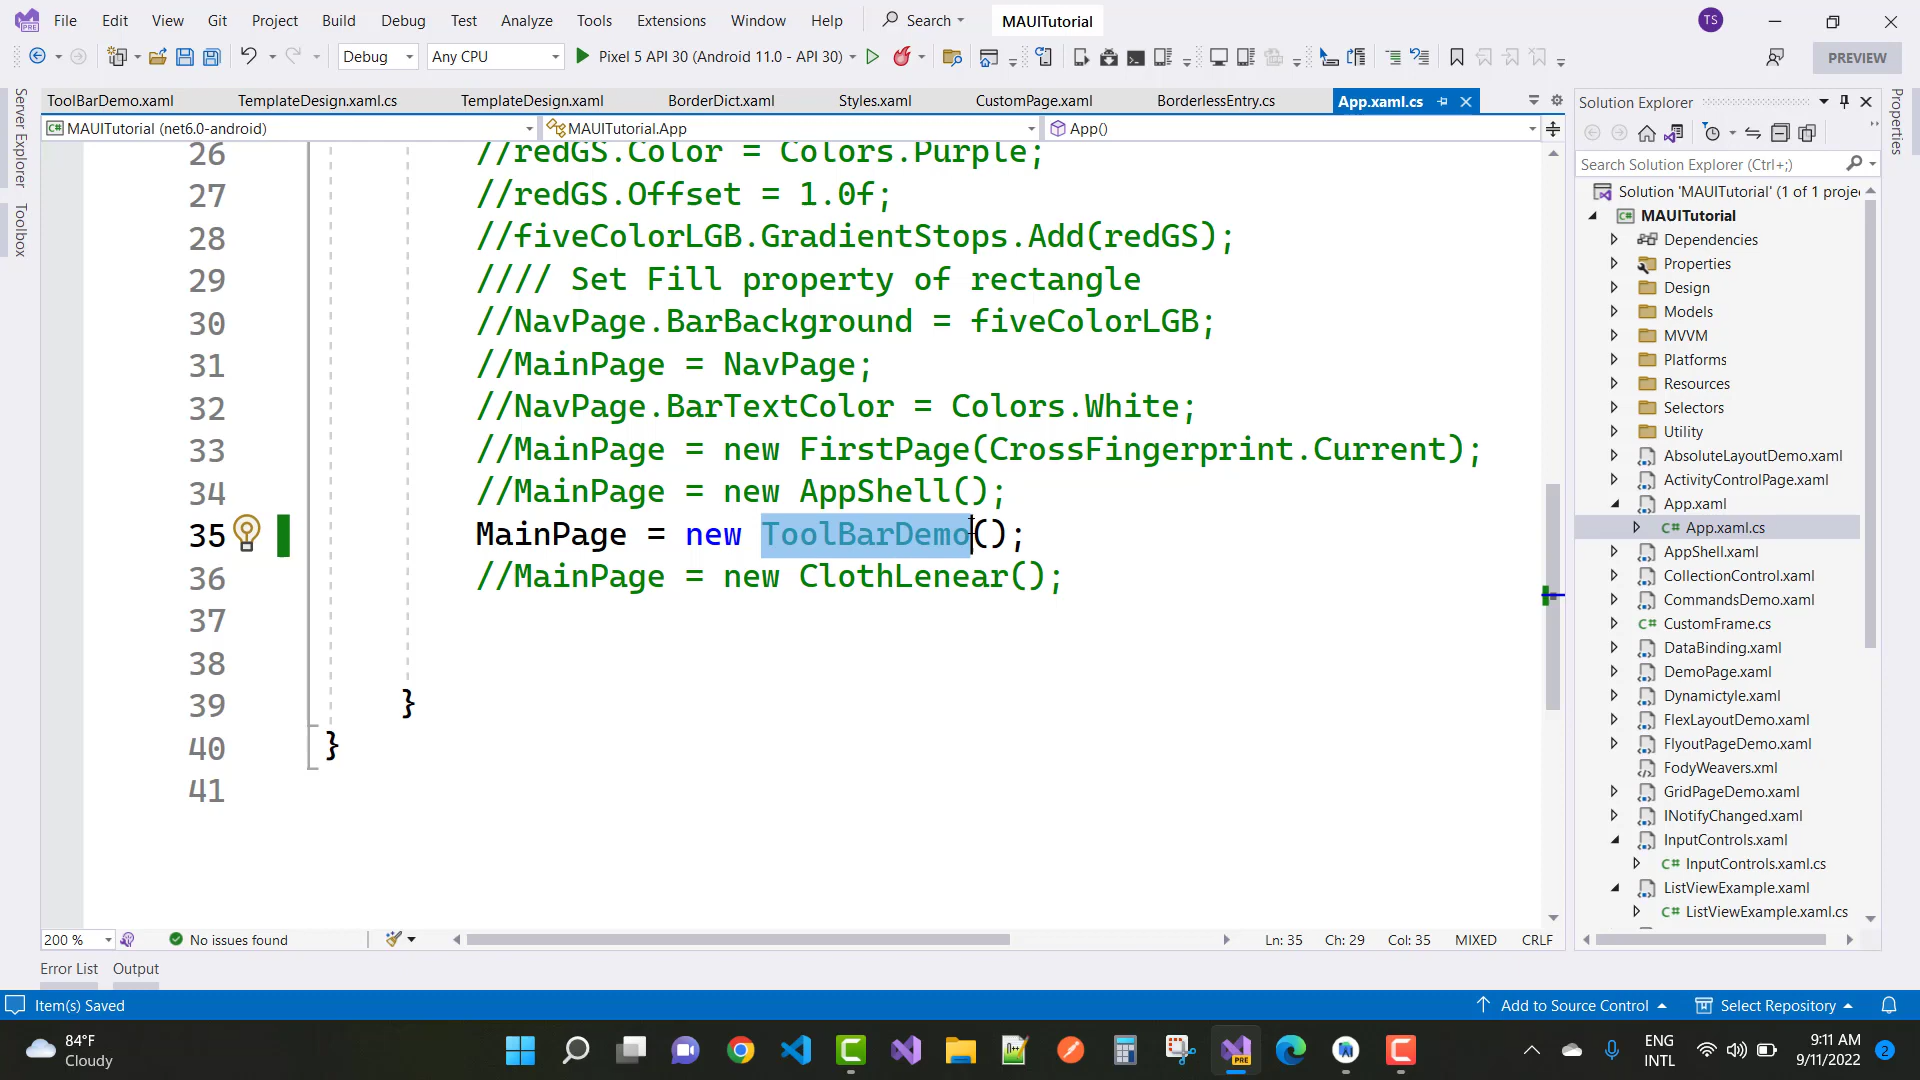 File Edit View Git Project Build Debug Test Analyze Tools Extensions Window Help Search MAUITutorial TS
Debug Any CPU Pixel 5 API 30 (Android 11.0 - API 30) PREVIEW
ToolBarDemo.xaml TemplateDesign.xaml.cs TemplateDesign.xaml BorderDict.xaml Styles.xaml CustomPage.xaml BorderlessEntry.cs App.xaml.cs
MAUITutorial (net6.0-android) MAUITutorial.App App()
Server Explorer
Toolbox
26 //redGS.Color = Colors.Purple;
27 //redGS.Offset = 1.0f;
28 //fiveColorLGB.GradientStops.Add(redGS);
29 //// Set Fill property of rectangle
30 //NavPage.BarBackground = fiveColorLGB;
31 //MainPage = NavPage;
32 //NavPage.BarTextColor = Colors.White;
33 //MainPage = new FirstPage(CrossFingerprint.Current);
34 //MainPage = new AppShell();
35 MainPage = new ToolBarDemo();
36 //MainPage = new ClothLenear();
37
38
39 }
40 }
41
200 % No issues found Ln: 35 Ch: 29 Col: 35 MIXED CRLF
Error List Output
Solution Explorer
Search Solution Explorer (Ctrl+;)
Solution 'MAUITutorial' (1 of 1 proje
C# MAUITutorial
Dependencies
Properties
Design
Models
MVVM
Platforms
Resources
Selectors
Utility
AbsoluteLayoutDemo.xaml
ActivityControlPage.xaml
App.xaml
C# App.xaml.cs
AppShell.xaml
CollectionControl.xaml
CommandsDemo.xaml
C# CustomFrame.cs
DataBinding.xaml
DemoPage.xaml
Dynamictyle.xaml
FlexLayoutDemo.xaml
FlyoutPageDemo.xaml
FodyWeavers.xml
GridPageDemo.xaml
INotifyChanged.xaml
InputControls.xaml
C# InputControls.xaml.cs
ListViewExample.xaml
C# ListViewExample.xaml.cs
Properties
Item(s) Saved Add to Source Control Select Repository
84°F
Cloudy
PRE
ENG
INTL
9:11 AM
9/11/2022
2